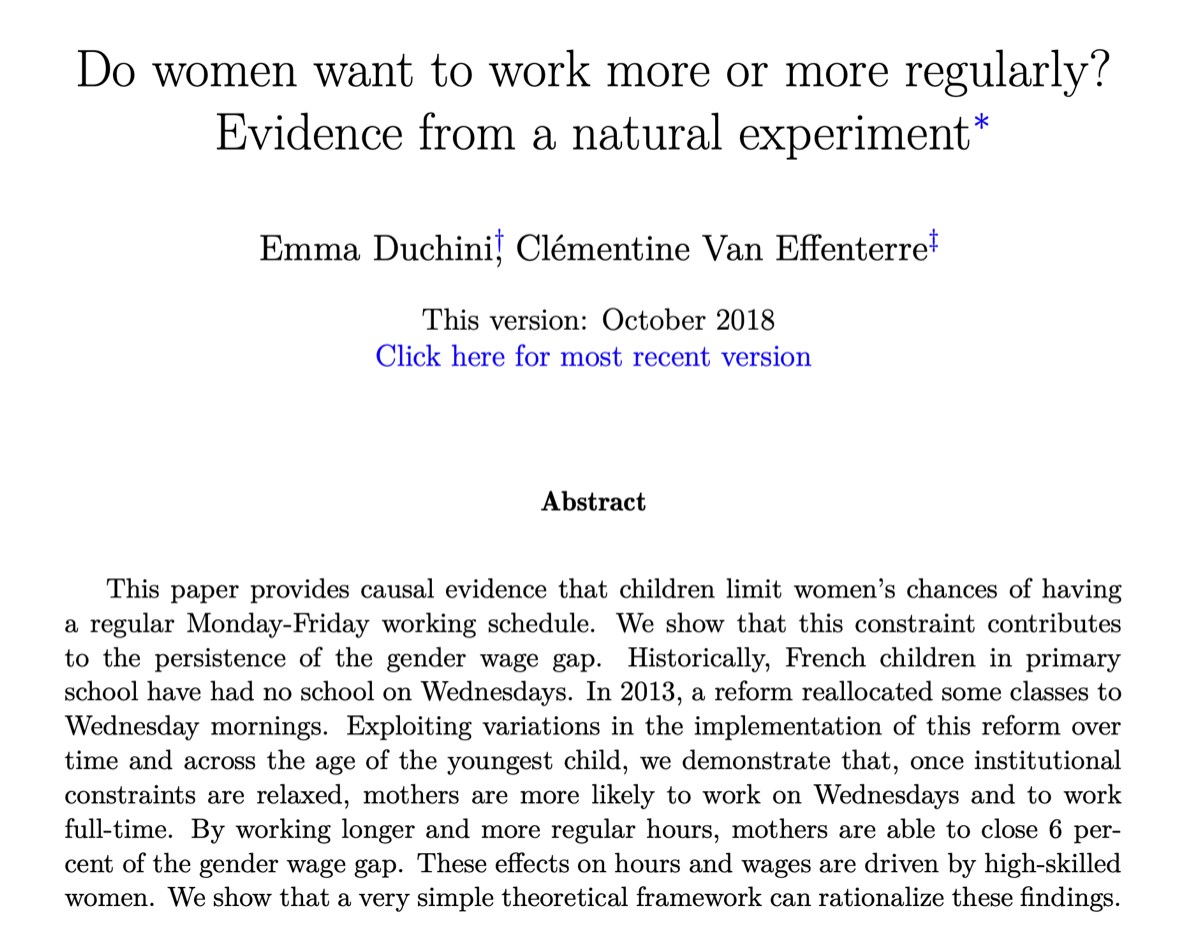 Do women want to work more or more regularly?
Evidence from a natural experiment*
Emma Duchini†, Clémentine Van Effenterre‡
This version: October 2018
Click here for most recent version
Abstract
This paper provides causal evidence that children limit women's chances of having
a regular Monday-Friday working schedule. We show that this constraint contributes
to the persistence of the gender wage gap. Historically, French children in primary
school have had no school on Wednesdays. In 2013, a reform reallocated some classes to
Wednesday mornings. Exploiting variations in the implementation of this reform over
time and across the age of the youngest child, we demonstrate that, once institutional
constraints are relaxed, mothers are more likely to work on Wednesdays and to work
full-time. By working longer and more regular hours, mothers are able to close 6 per-
cent of the gender wage gap. These effects on hours and wages are driven by high-skilled
women. We show that a very simple theoretical framework can rationalize these findings.